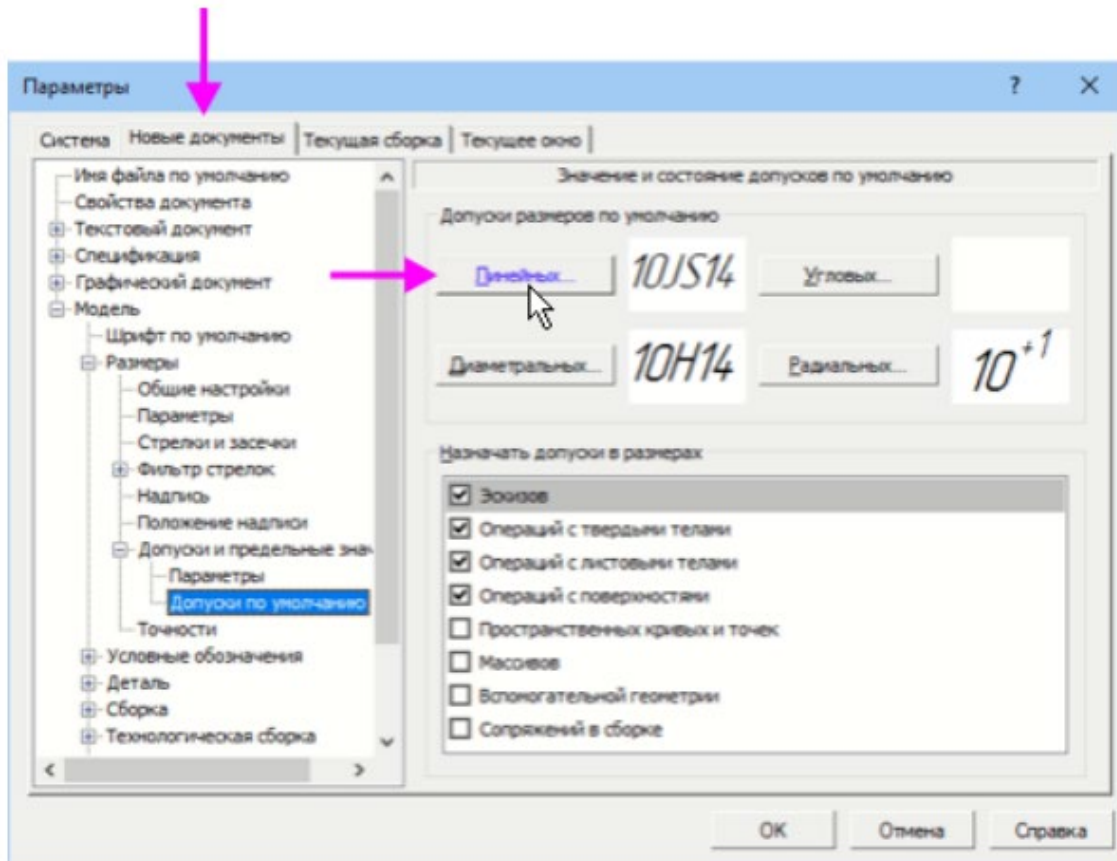 Параметры
? ×
Система Новые документы Текущая сборка Текущее окно
Имя файла по умолчанию
Свойства документа
Текстовый документ
Спецификация
Графический документ
Модель
Шрифт по умолчанию
Размеры
Общие настройки
Параметры
Стрелки и засечки
Фильтр стрелок
Надпись
Положение надписи
Допуски и предельные знач
Параметры
Допуски по умолчанию
Точности
Условные обозначения
Деталь
Сборка
Технологическая сборка
Значение и состояние допусков по умолчанию
Допуски размеров по умолчанию
Линейных... 10JS14 Угловых...
Диаметральных... 10H14 Радиальных... 10+1
Назначать допуски в размерах
Эскизов
Операций с твердыми телами
Операций с листовыми телами
Операций с поверхностями
Пространственных кривых и точек
Массивов
Вспомогательной геометрии
Сопряжений в сборке
OK Отмена Справка